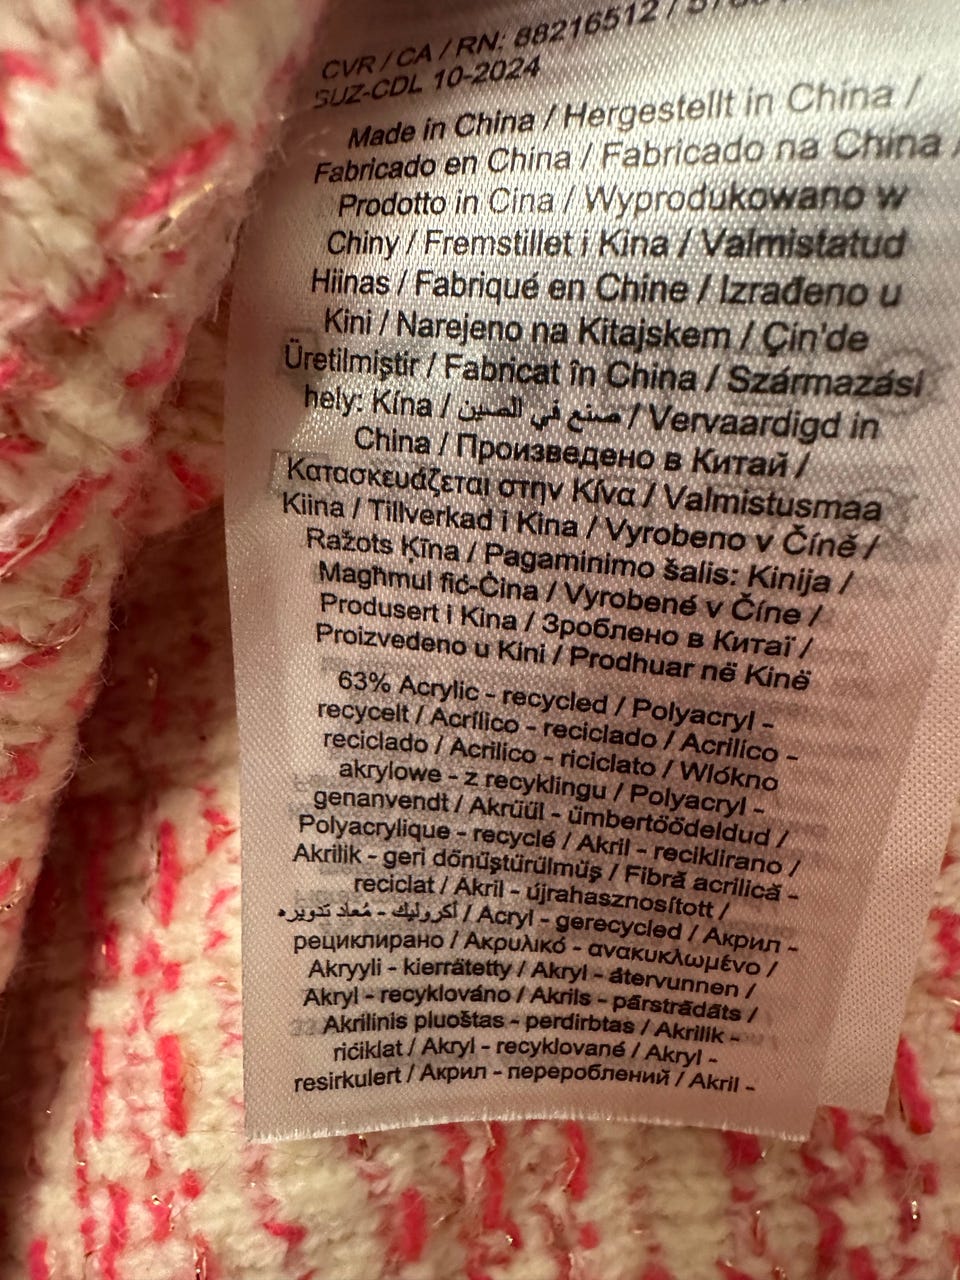 CVR / CA / RN: 88216512 /
SUZ-CDL 10-2024
Made in China / Hergestellt in China /
Fabricado en China / Fabricado na China /
Prodotto in Cina / Wyprodukowano w
Chiny / Fremstillet i Kina / Valmistatud
Hiinas / Fabriqué en Chine / Izrađeno u
Kini / Narejeno na Kitajskem / Çin'de
Üretilmiştir / Fabricat în China / Származási
hely: Kína / صنع في الصين / Vervaardigd in
China / Произведено в Китай /
Κατασκευάζεται στην Κίνα / Valmistusmaa
Kiina / Tillverkad i Kina / Vyrobeno v Číně /
Ražots Ķīna / Pagaminimo šalis: Kinija /
Magħmul fiċ-Ċina / Vyrobené v Číne /
Produsert i Kina / Зроблено в Китаї /
Proizvedeno u Kini / Prodhuar në Kinë
63% Acrylic - recycled / Polyacryl -
recycelt / Acrílico - reciclado / Acrílico -
reciclado / Acrilico - riciclato / Włókno
akrylowe - z recyklingu / Polyacryl -
genanvendt / Akrüül - ümbertöödeldud /
Polyacrylique - recyclé / Akril - reciklirano /
Akrilik - geri dönüştürülmüş / Fibră acrilică -
reciclat / Akril - újrahasznosított /
أكروليك - مُعاد تدويره / Acryl - gerecycled / Акрил -
рециклирано / Ακρυλικό - ανακυκλωμένο /
Akryyli - kierrätetty / Akryl - återvunnen /
Akryl - recyklováno / Akrils - pārstrādāts /
Akrilinis pluoštas - perdirbtas / Akrilik -
riċiklat / Akryl - recyklované / Akryl -
resirkulert / Акрил - перероблений / Akril -